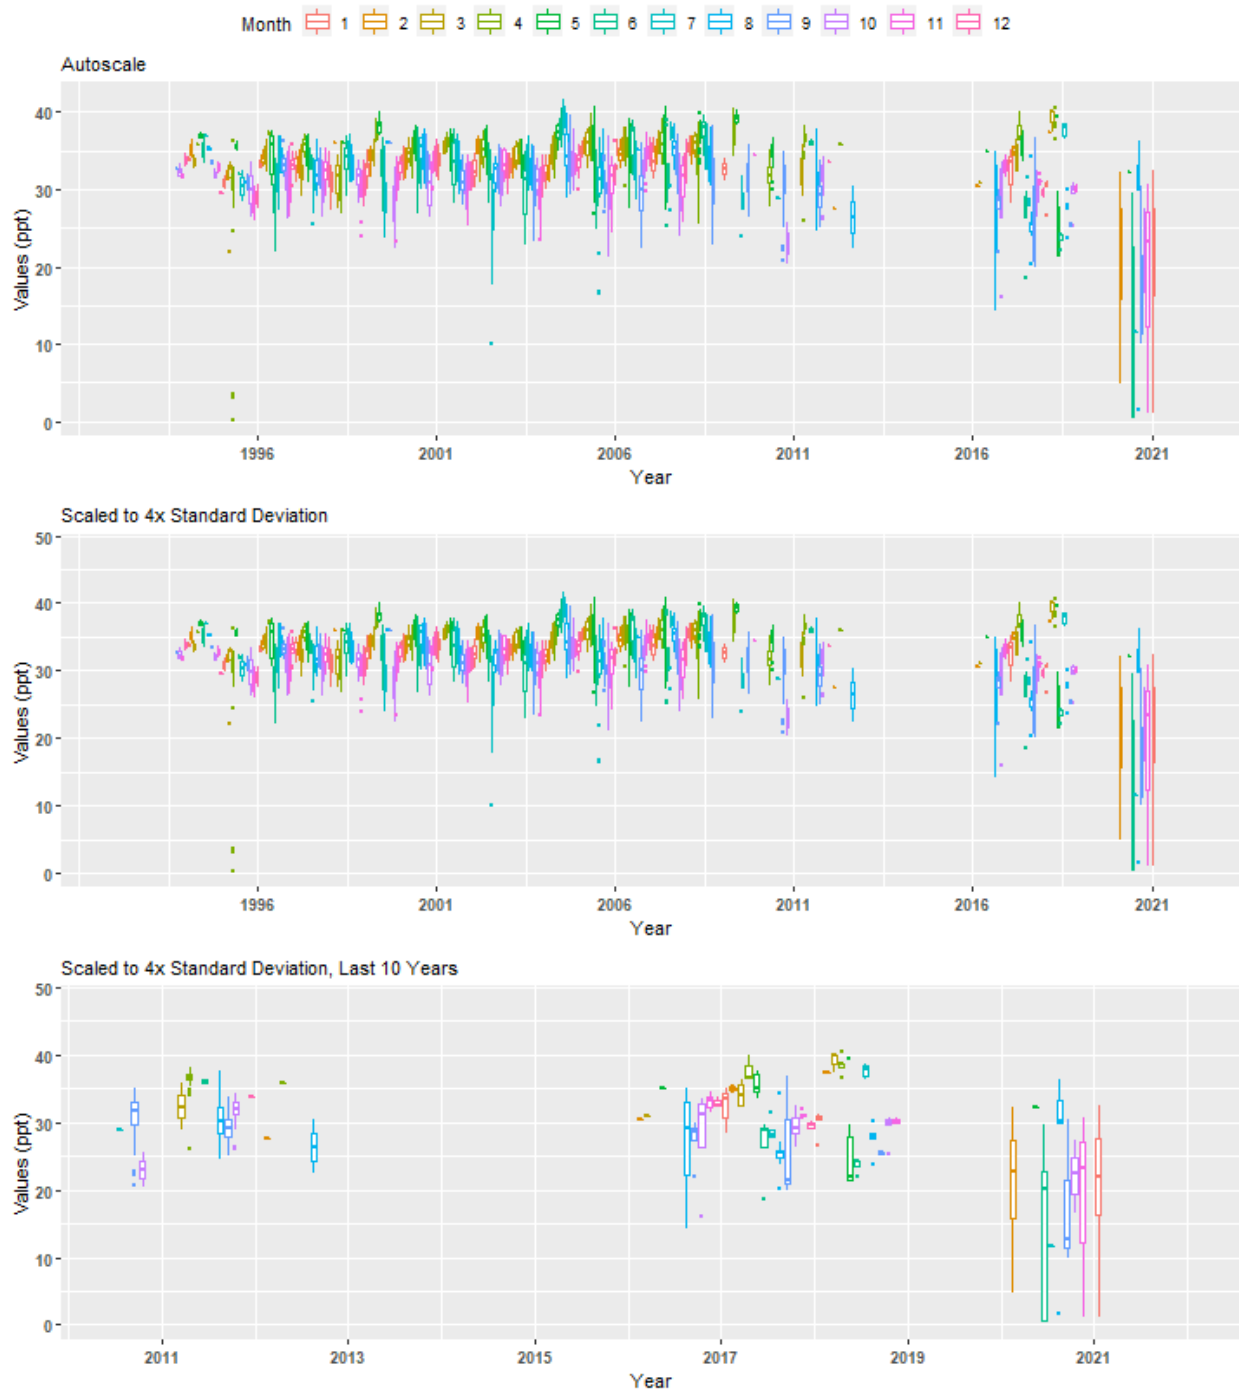 Month 1 2 3 4 5 6 7 8 9 10 11 12
Autoscale
40
30
20
10
0
Values (ppt)
1996 2001 2006 2011 2016 2021
Year
Scaled to 4x Standard Deviation
50
40
30
20
10
0
Values (ppt)
1996 2001 2006 2011 2016 2021
Year
Scaled to 4x Standard Deviation, Last 10 Years
50
40
30
20
10
0
Values (ppt)
2011 2013 2015 2017 2019 2021
Year